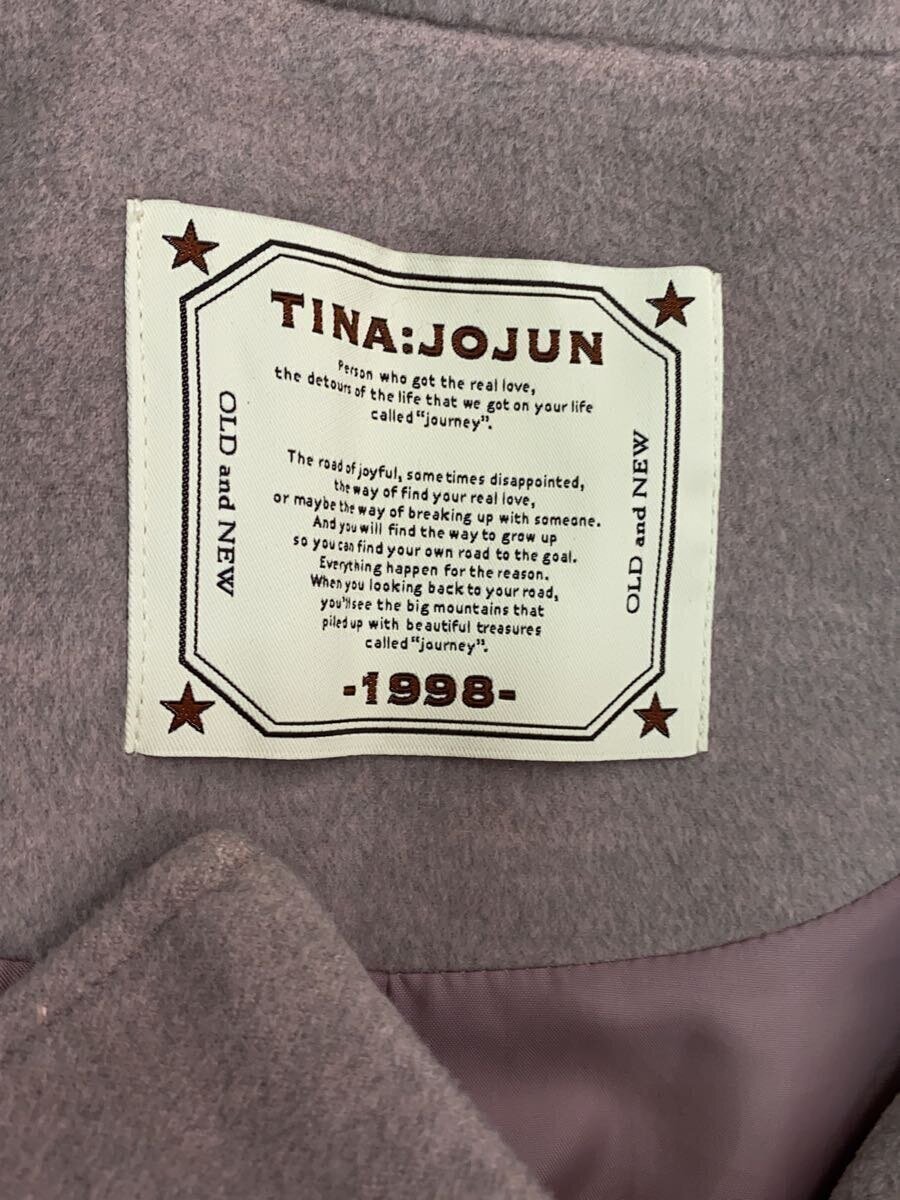 TINA:JOJUN
Person who got the real love,
the detours of the life that we got on your life
called "journey".
The road of joyful, sometimes disappointed,
the way of find your real love,
or maybe the way of breaking up with someone.
And you will find the way to grow up
so you can find your own road to the goal.
Everything happen for the reason.
When you looking back to your road,
you'll see the big mountains that
piled up with beautiful treasures
called "journey".
-1998-
OLD and NEW
OLD and NEW